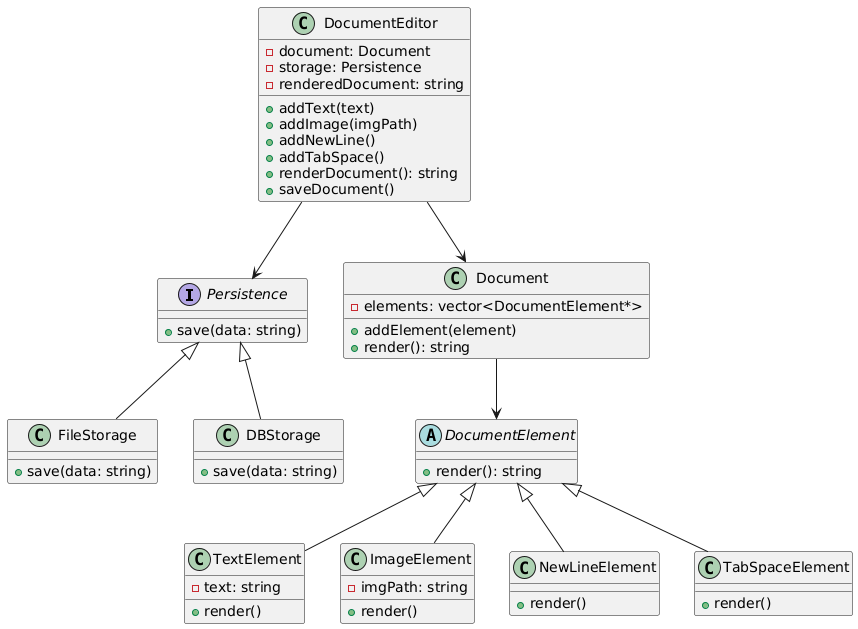 C DocumentEditor
document: Document
storage: Persistence
renderedDocument: string
addText(text)
addImage(imgPath)
addNewLine()
addTabSpace()
renderDocument(): string
saveDocument()
I Persistence
save(data: string)
C Document
elements: vector<DocumentElement*>
addElement(element)
render(): string
C FileStorage
save(data: string)
C DBStorage
save(data: string)
A DocumentElement
render(): string
C TextElement
text: string
render()
C ImageElement
imgPath: string
render()
C NewLineElement
render()
C TabSpaceElement
render()